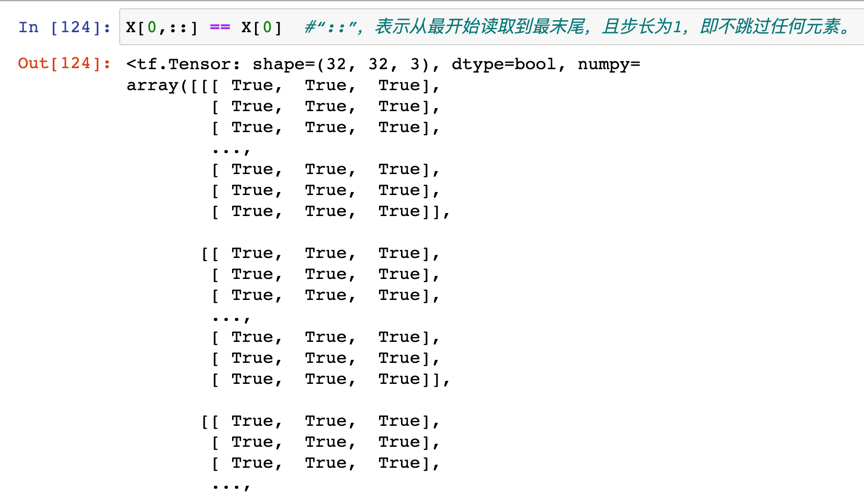 In [124]: X[0,::] == X[0]  #“::”，表示从最开始读取到最末尾，且步长为1，即不跳过任何元素。
Out[124]: <tf.Tensor: shape=(32, 32, 3), dtype=bool, numpy=
array([[[ True,  True,  True],
[ True,  True,  True],
[ True,  True,  True],
...,
[ True,  True,  True],
[ True,  True,  True],
[ True,  True,  True]],
[[ True,  True,  True],
[ True,  True,  True],
[ True,  True,  True],
...,
[ True,  True,  True],
[ True,  True,  True],
[ True,  True,  True]],
[[ True,  True,  True],
[ True,  True,  True],
[ True,  True,  True],
...,